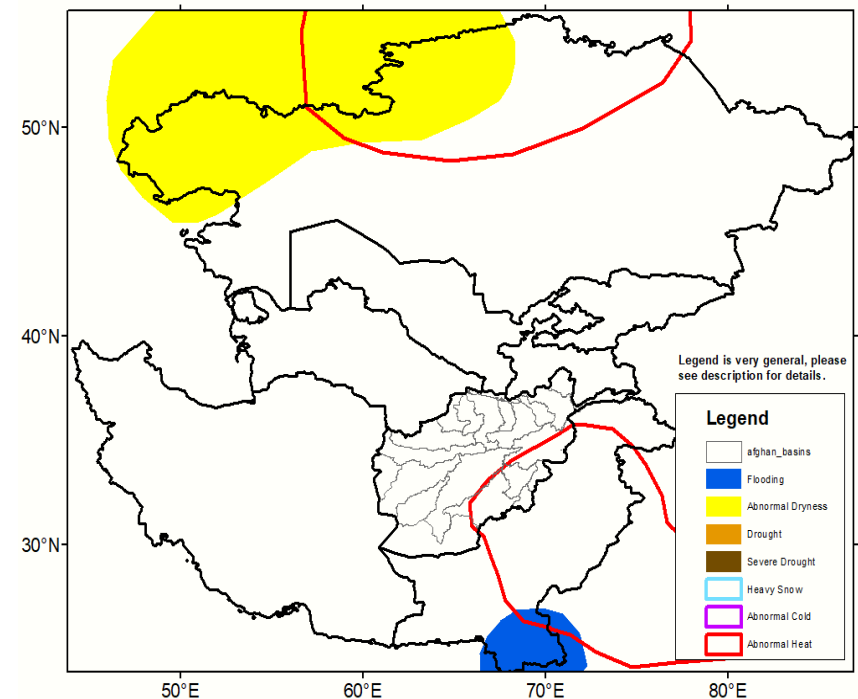 50°N
40°N
30°N
Legend is very general, please
see description for details.
Legend
afghan_basins
Flooding
Abnormal Dryness
Drought
Severe Drought
Heavy Snow
Abnormal Cold
Abnormal Heat
50°E
60°E
70°E
80°E